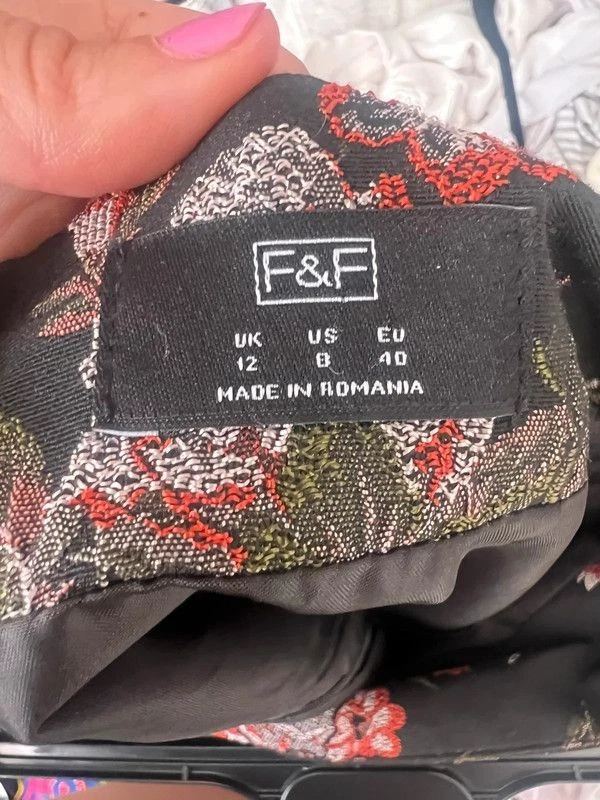 F&F
UK US EU
12 8 40
MADE IN ROMANIA